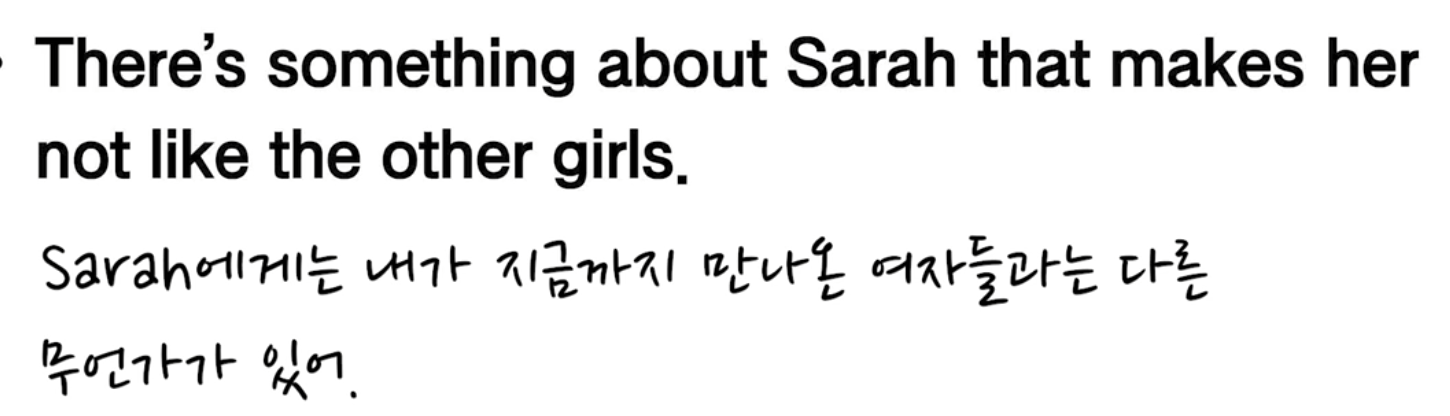 • There’s something about Sarah that makes her
not like the other girls.
Sarah에게는 내가 지금까지 만나온 여자들과는 다른
무언가가 있어.